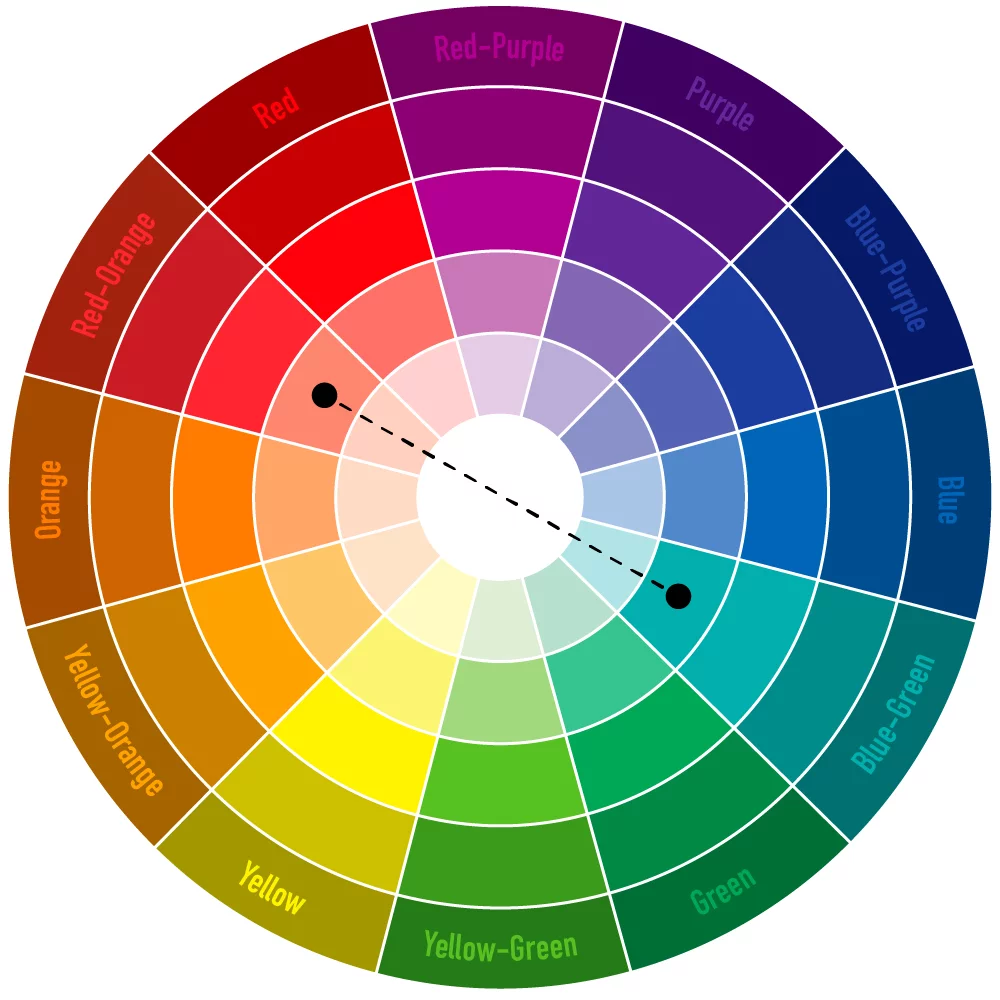 Red-Purple
Purple
Blue-Purple
Blue
Blue-Green
Green
Yellow-Green
Yellow
Yellow-Orange
Orange
Red-Orange
Red